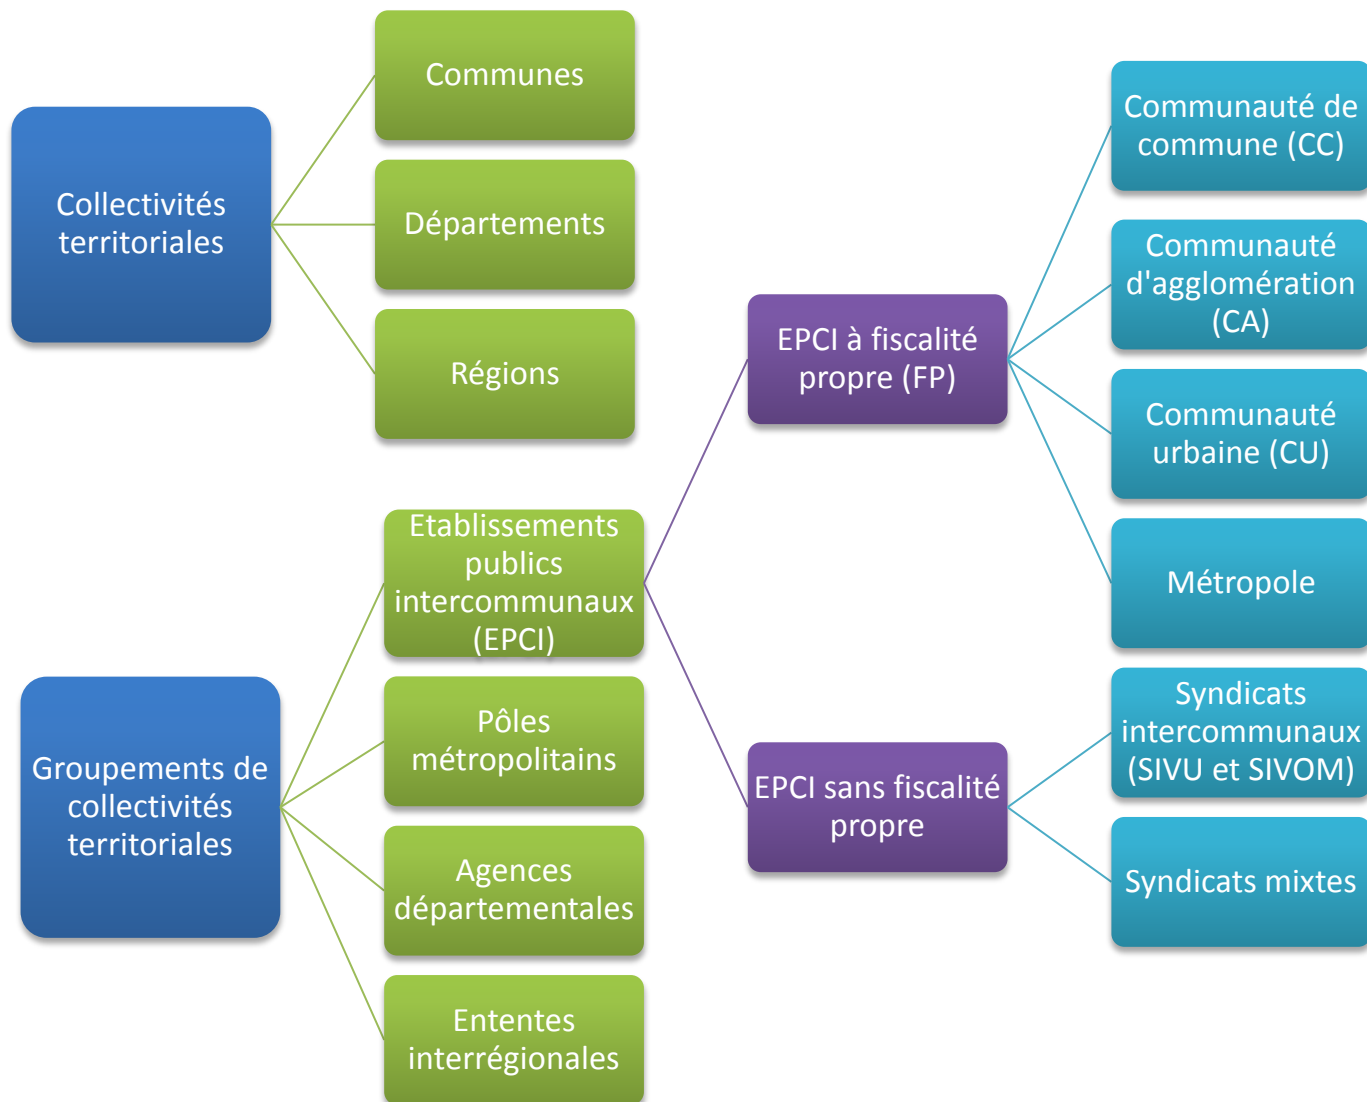 Collectivités
territoriales
Communes
Départements
Régions
Groupements de
collectivités
territoriales
Etablissements
publics
intercommunaux
(EPCI)
Pôles
métropolitains
Agences
départementales
Ententes
interrégionales
EPCI à fiscalité
propre (FP)
EPCI sans fiscalité
propre
Communauté de
commune (CC)
Communauté
d'agglomération
(CA)
Communauté
urbaine (CU)
Métropole
Syndicats
intercommunaux
(SIVU et SIVOM)
Syndicats mixtes